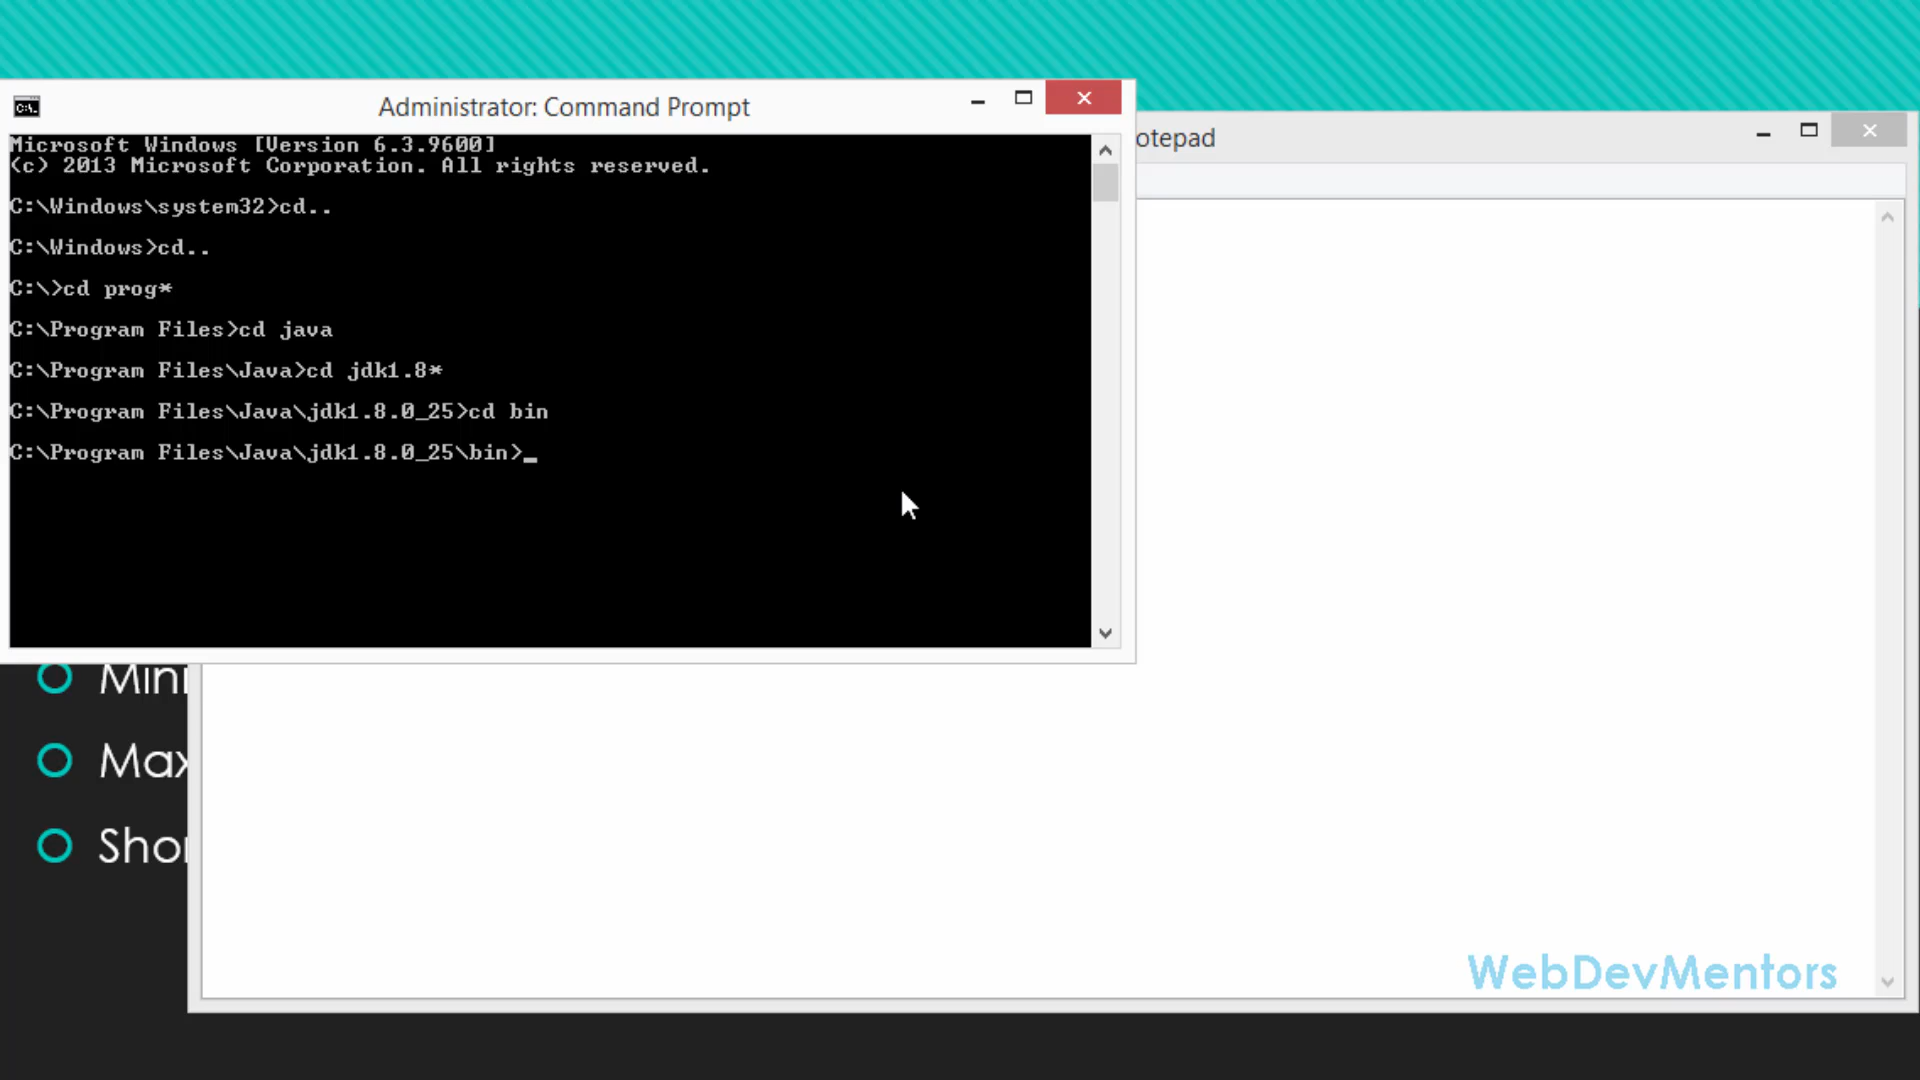 Administrator: Command Prompt
Microsoft Windows [Version 6.3.9600]
(c) 2013 Microsoft Corporation. All rights reserved.
C:\Windows\system32>cd..
C:\Windows>cd..
C:\>cd prog*
C:\Program Files>cd java
C:\Program Files\Java>cd jdk1.8*
C:\Program Files\Java\jdk1.8.0_25>cd bin
C:\Program Files\Java\jdk1.8.0_25\bin>_
otepad
Mini
Max
Shor
WebDevMentors